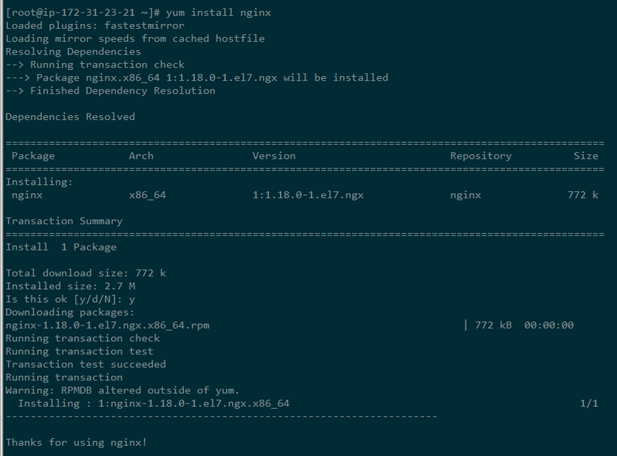 [root@ip-172-31-23-21 ~]# yum install nginx
Loaded plugins: fastestmirror
Loading mirror speeds from cached hostfile
Resolving Dependencies
--> Running transaction check
---> Package nginx.x86_64 1:1.18.0-1.el7.ngx will be installed
--> Finished Dependency Resolution

Dependencies Resolved

================================================================================================
 Package            Arch                Version                         Repository          Size
================================================================================================
Installing:
 nginx              x86_64              1:1.18.0-1.el7.ngx              nginx              772 k

Transaction Summary
================================================================================================
Install  1 Package

Total download size: 772 k
Installed size: 2.7 M
Is this ok [y/d/N]: y
Downloading packages:
nginx-1.18.0-1.el7.ngx.x86_64.rpm                                         | 772 kB  00:00:00
Running transaction check
Running transaction test
Transaction test succeeded
Running transaction
Warning: RPMDB altered outside of yum.
  Installing : 1:nginx-1.18.0-1.el7.ngx.x86_64                                               1/1
----------------------------------------------------------------------

Thanks for using nginx!